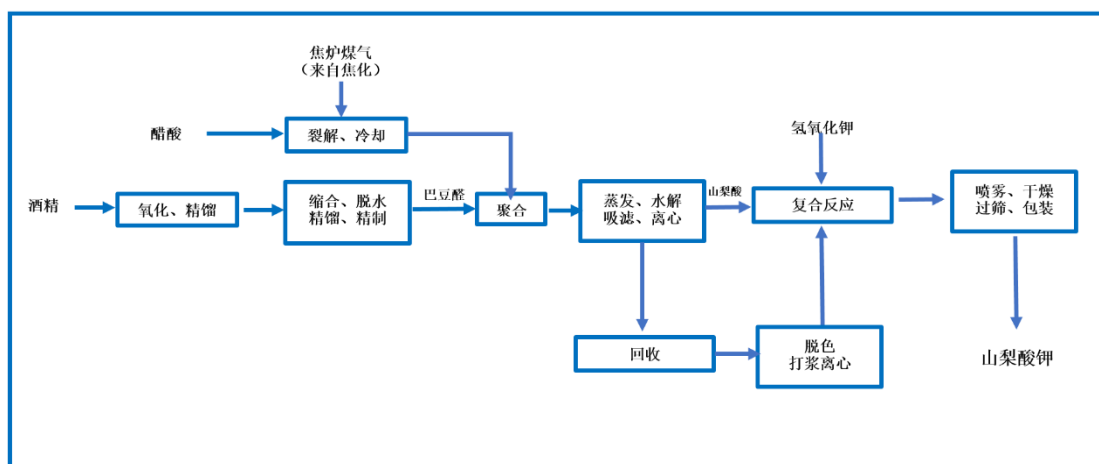 焦炉煤气
（来自焦化）
醋酸
裂解、冷却
氢氧化钾
酒精
氧化、精馏
缩合、脱水
精馏、精制
巴豆醛
聚合
蒸发、水解
吸滤、离心
山梨酸
复合反应
喷雾、干燥
过筛、包装
回收
脱色
打浆离心
山梨酸钾